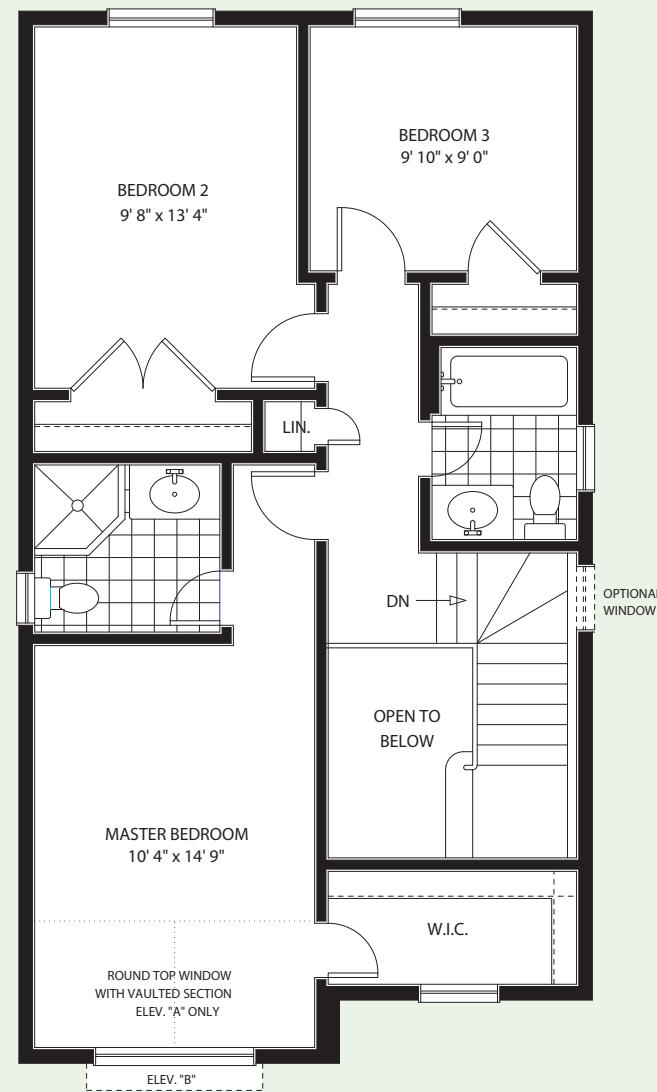 BEDROOM 3
9' 10" x 9' 0"
BEDROOM 2
9' 8" x 13' 4"
LIN.
DN
OPTIONAL
WINDOW
OPEN TO
BELOW
MASTER BEDROOM
10' 4" x 14' 9"
W.I.C.
ROUND TOP WINDOW
WITH VAULTED SECTION
ELEV. "A" ONLY
ELEV. "B"